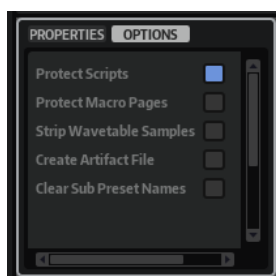 PROPERTIES OPTIONS
Protect Scripts
Protect Macro Pages
Strip Wavetable Samples
Create Artifact File
Clear Sub Preset Names